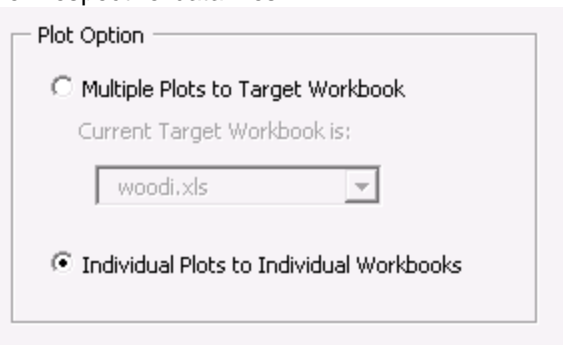 Plot Option
Multiple Plots to Target Workbook
Current Target Workbook is:
woodi.xls
Individual Plots to Individual Workbooks